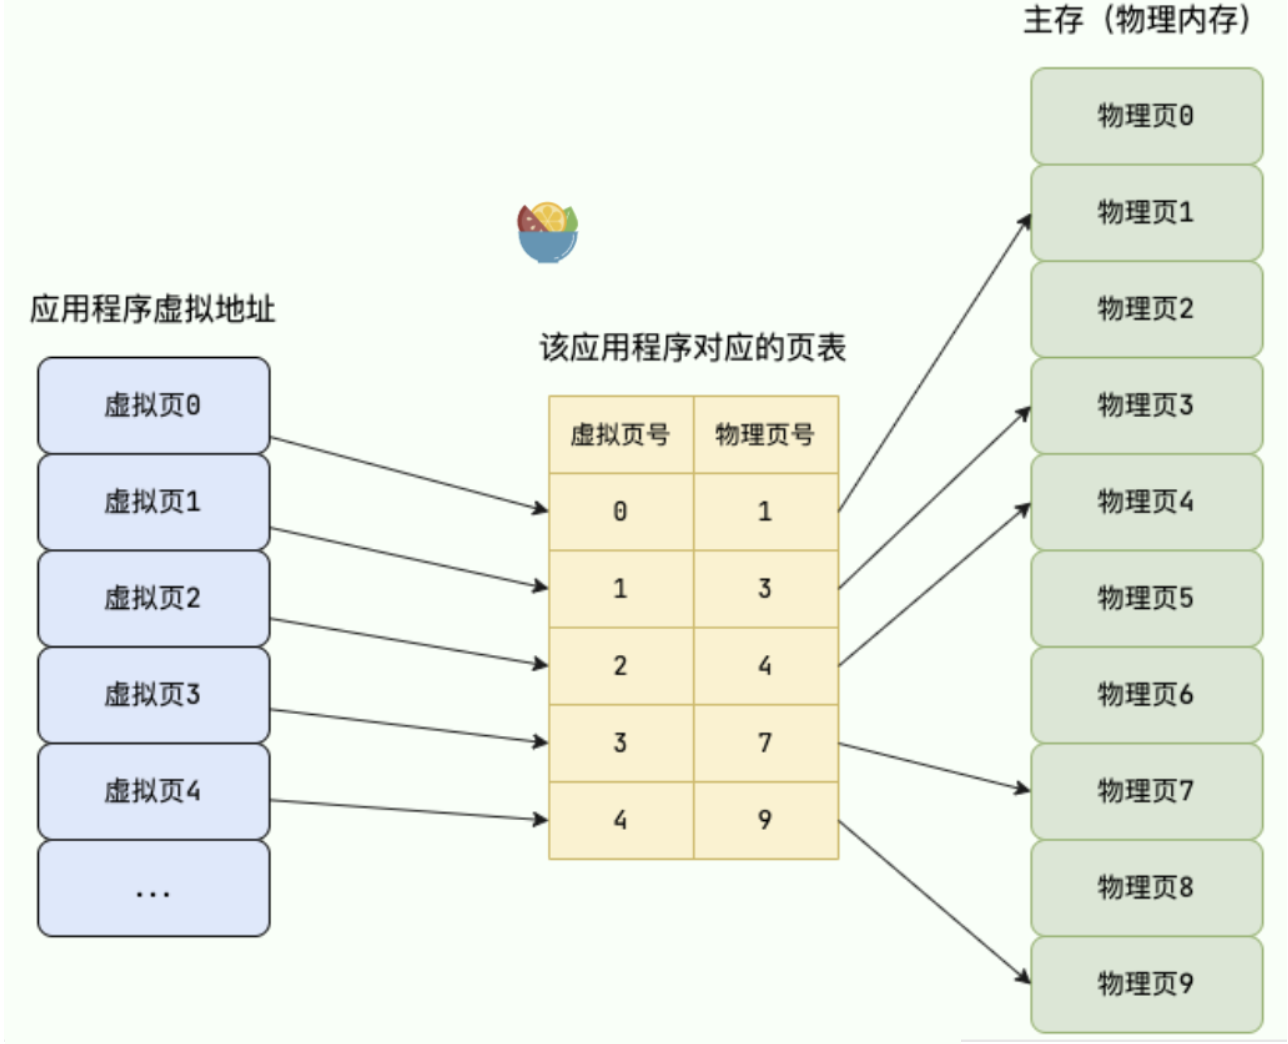 主存（物理内存）
物理页0
物理页1
物理页2
物理页3
物理页4
物理页5
物理页6
物理页7
物理页8
物理页9
应用程序虚拟地址
虚拟页0
虚拟页1
虚拟页2
虚拟页3
虚拟页4
...
该应用程序对应的页表
虚拟页号 物理页号
0 1
1 3
2 4
3 7
4 9